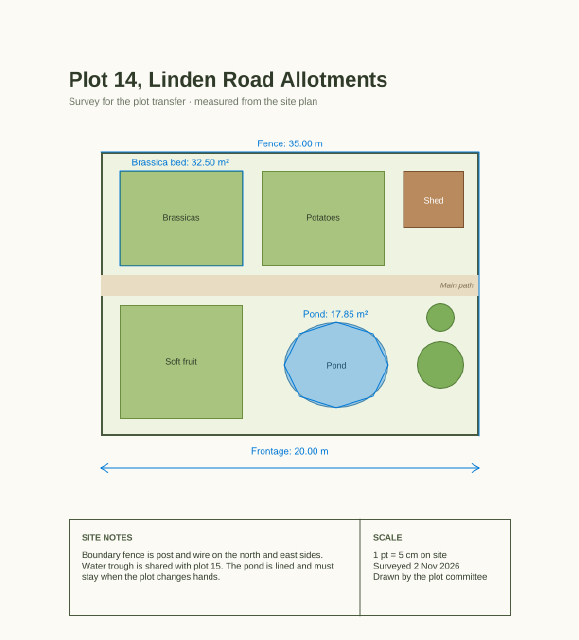 Plot 14, Linden Road Allotments
Survey for the plot transfer · measured from the site plan
Fence: 35.00 m
Brassica bed: 32.50 m²
Brassicas
Potatoes
Shed
Main path
Pond: 17.85 m²
Soft fruit
Pond
Frontage: 20.00 m
SITE NOTES
Boundary fence is post and wire on the north and east sides.
Water trough is shared with plot 15. The pond is lined and must
stay when the plot changes hands.
SCALE
1 pt = 5 cm on site
Surveyed 2 Nov 2026
Drawn by the plot committee